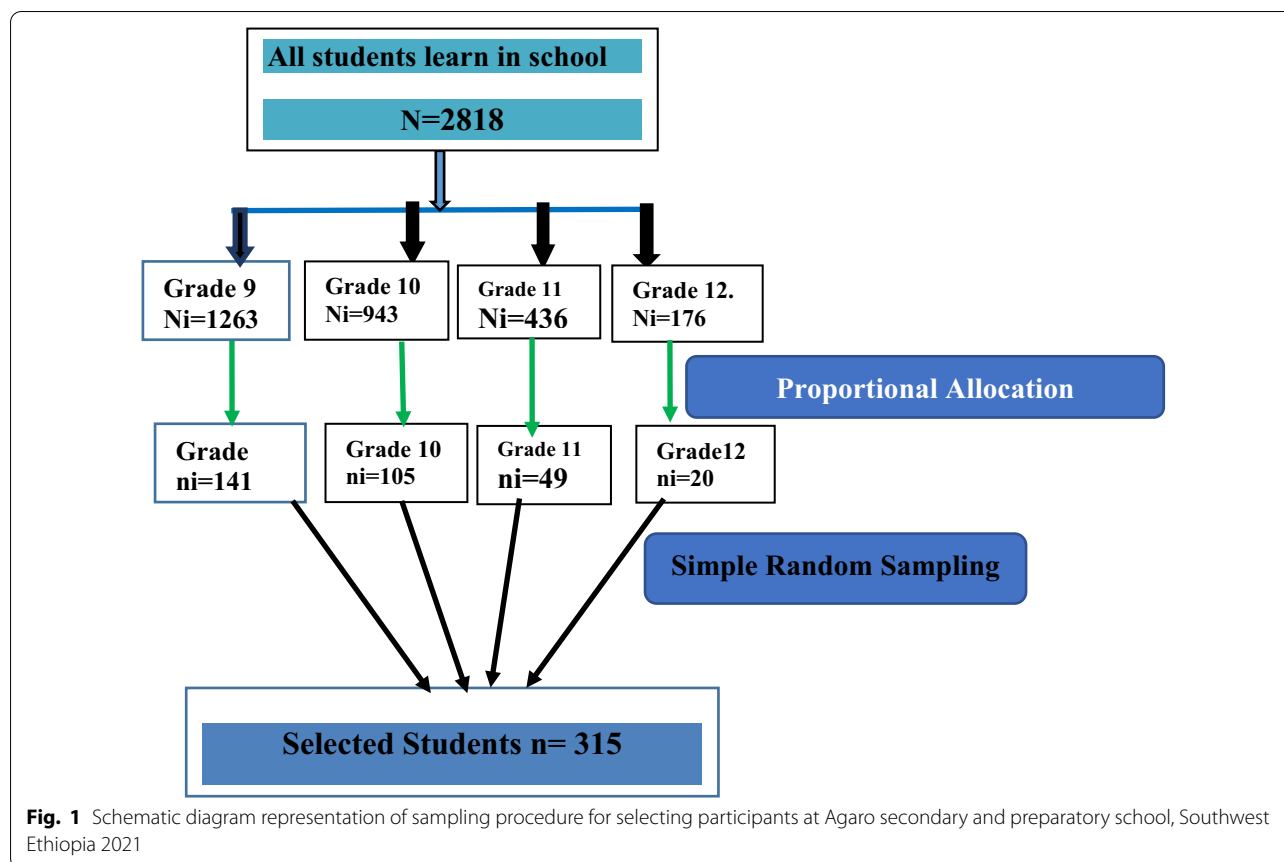 All students learn in school
N=2818
Grade 9
Ni=1263
Grade 10
Ni=943
Grade 11
Ni=436
Grade 12.
Ni=176
Proportional Allocation
Grade
ni=141
Grade 10
ni=105
Grade 11
ni=49
Grade12
ni=20
Simple Random Sampling
Selected Students n= 315
Fig. 1 Schematic diagram representation of sampling procedure for selecting participants at Agaro secondary and preparatory school, Southwest
Ethiopia 2021